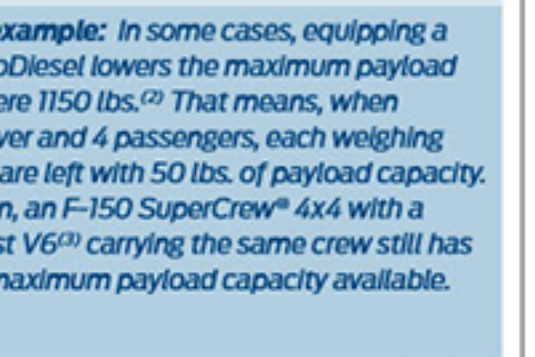 xample: In some cases, equipping a
oDiesel lowers the maximum payload
ere 1150 lbs.(2) That means, when
ver and 4 passengers, each weighing
are left with 50 lbs. of payload capacity.
n, an F-150 SuperCrew® 4x4 with a
st V6(3) carrying the same crew still has
maximum payload capacity available.